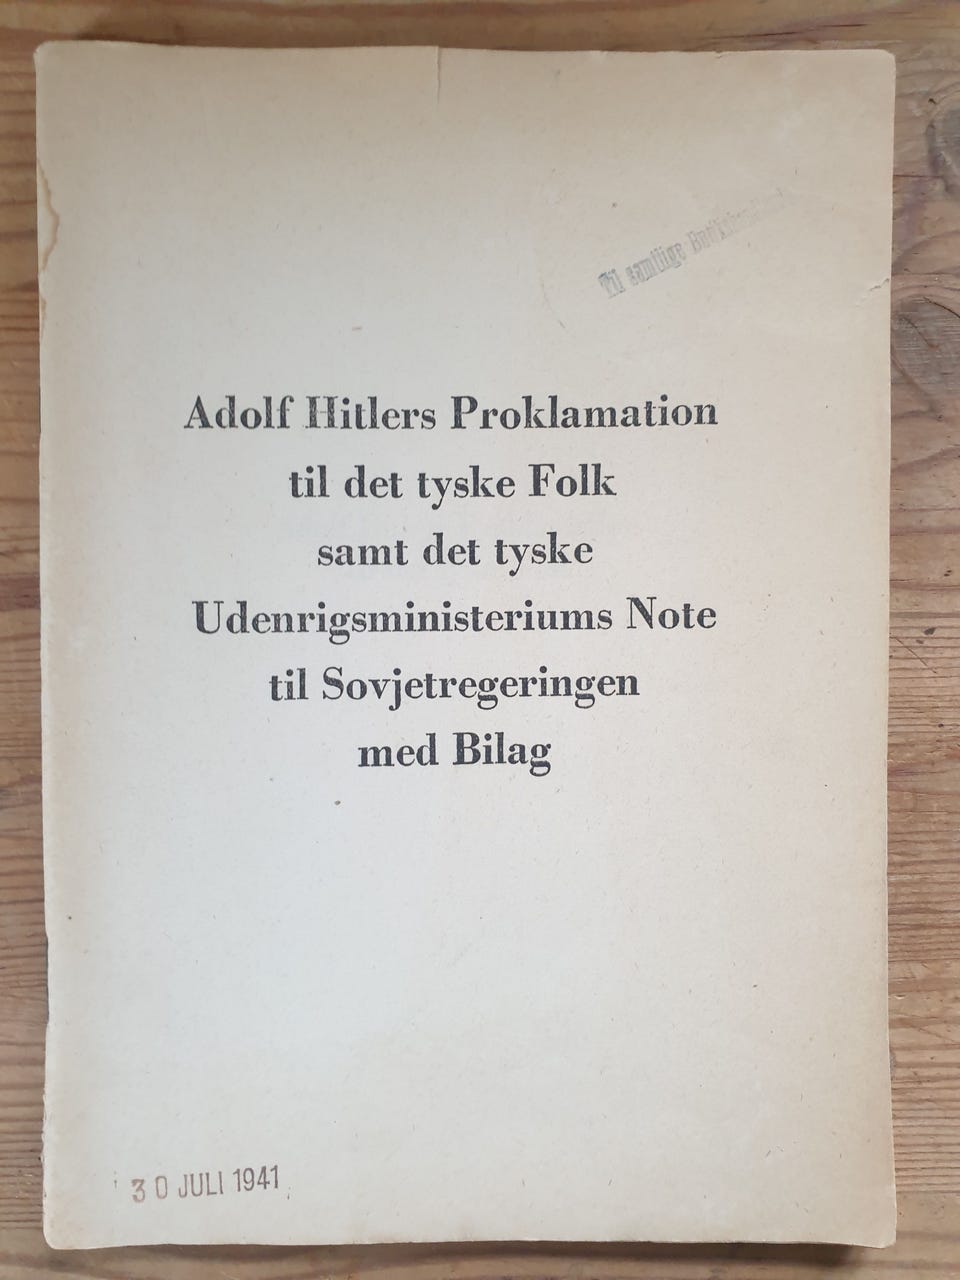 Til samlige
Adolf Hitlers Proklamation
til det tyske Folk
samt det tyske
Udenrigsministeriums Note
til Sovjetregeringen
med Bilag
30 JULI 1941